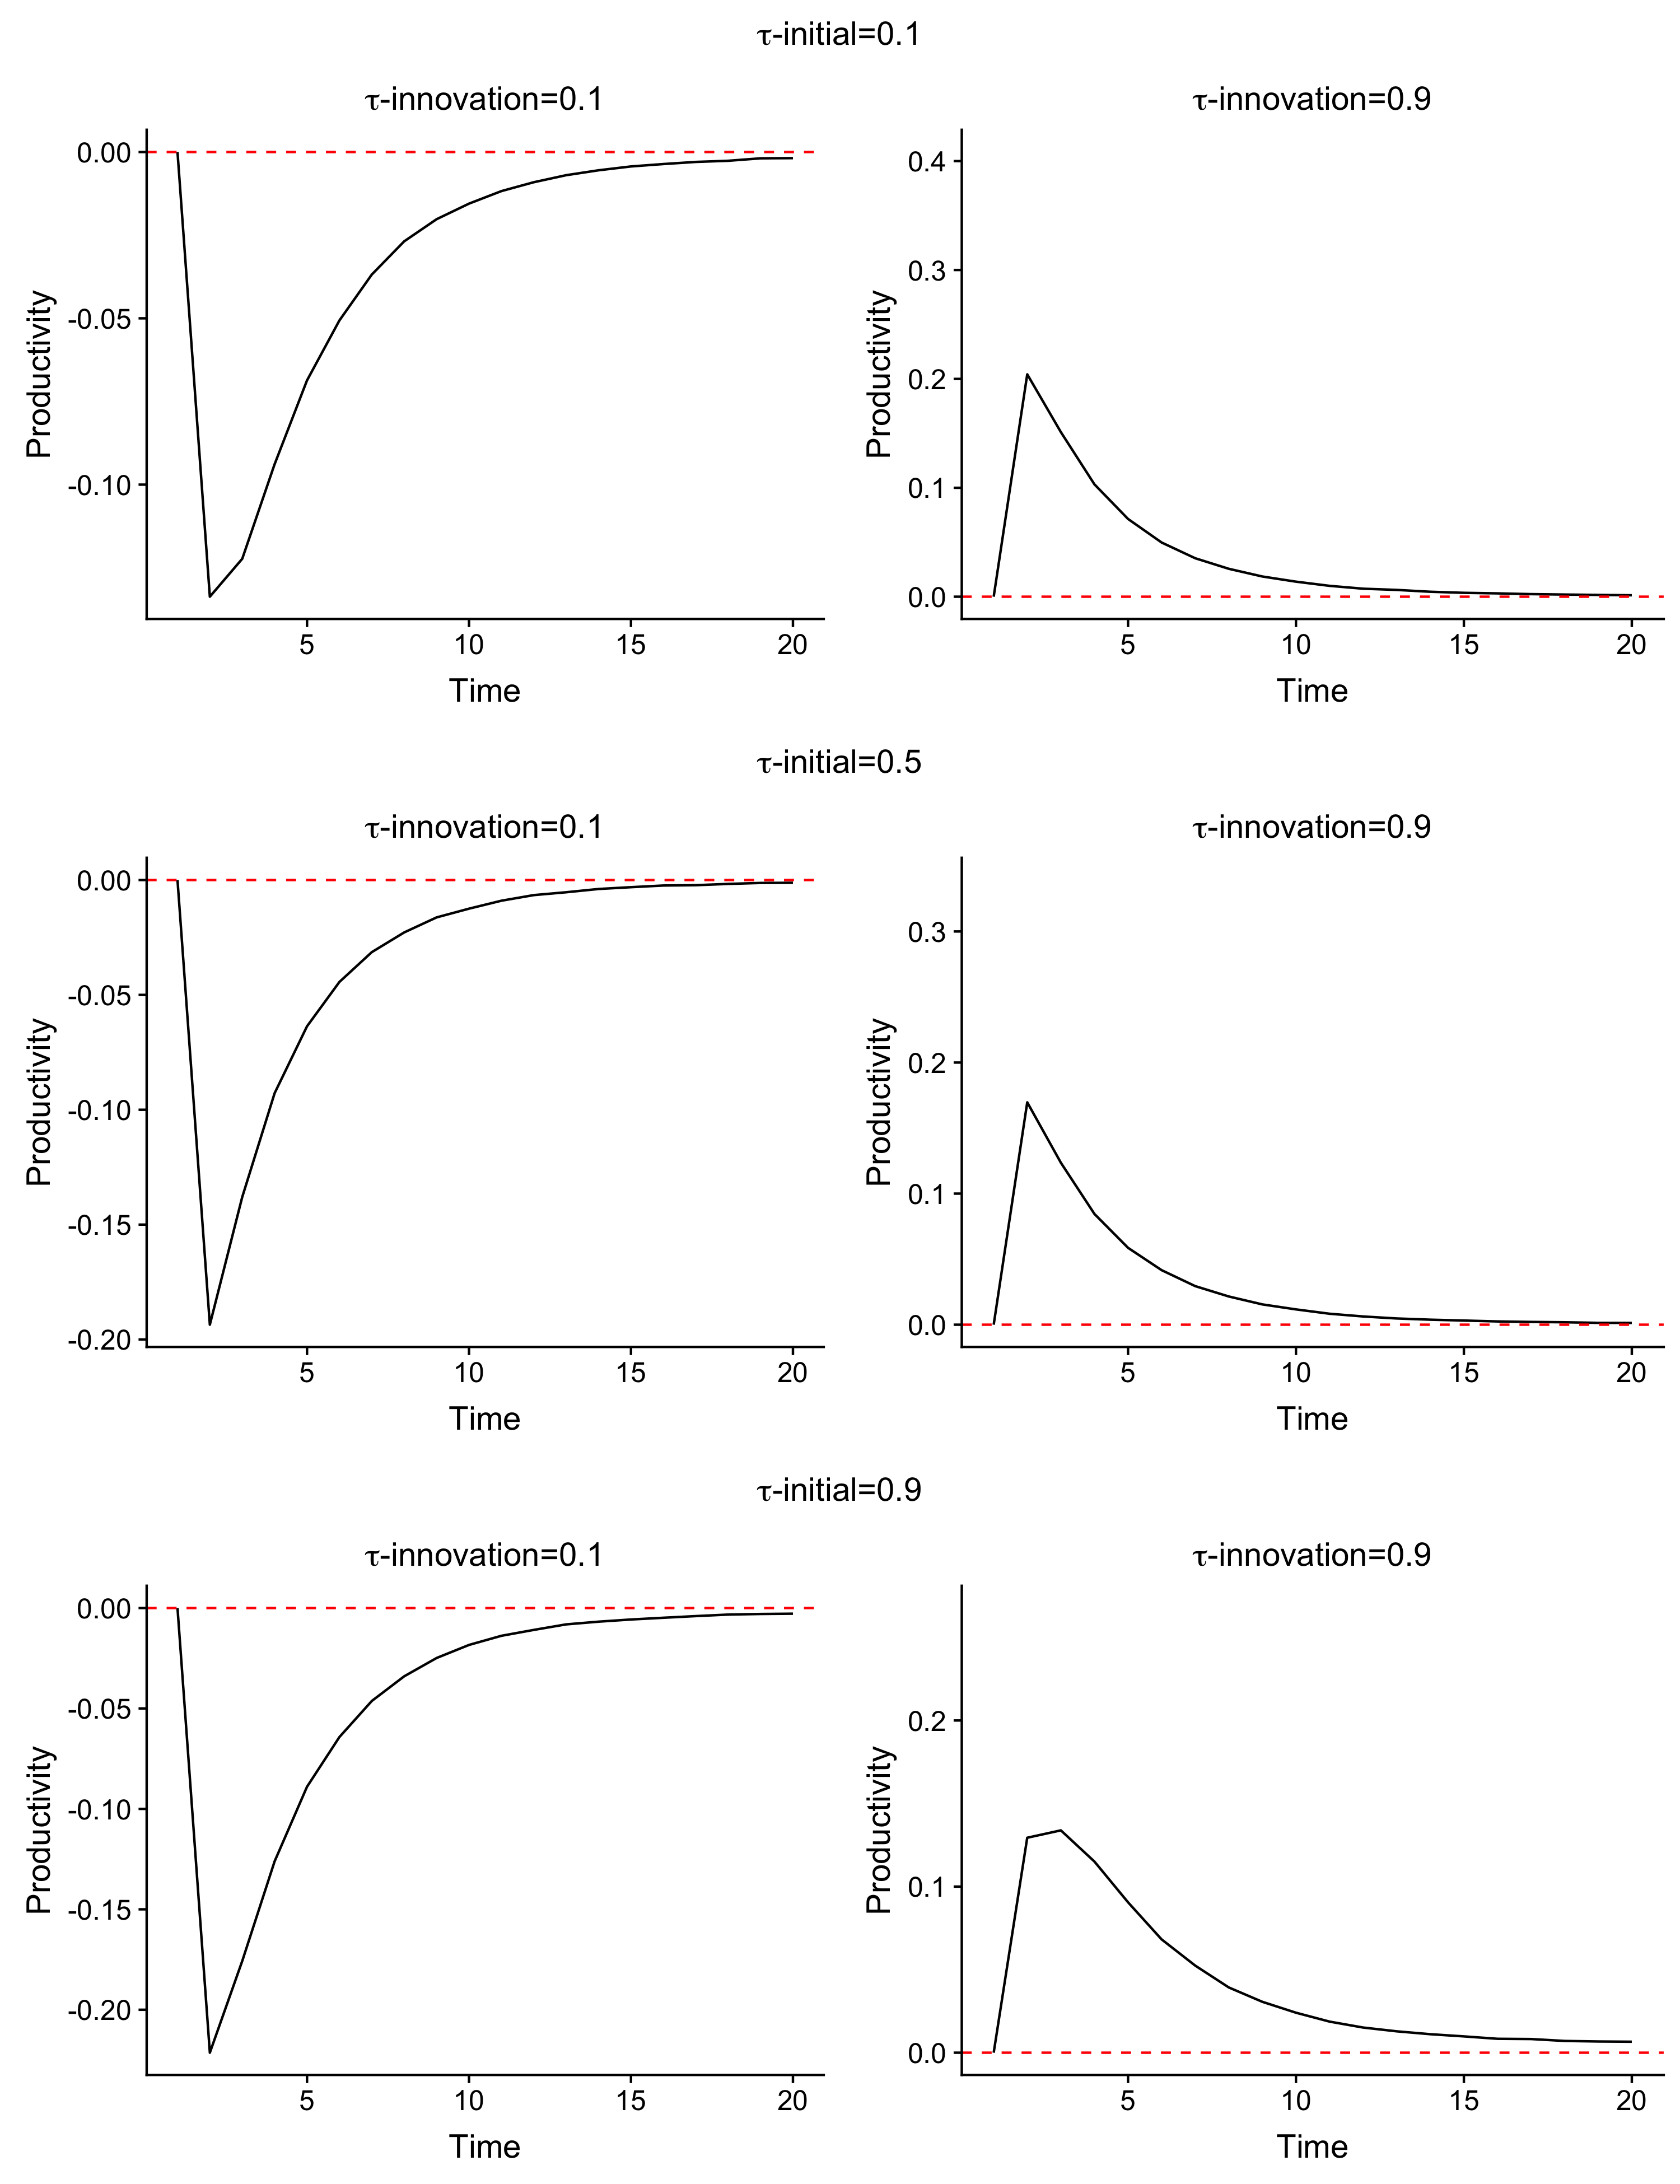 τ-initial=0.1
τ-innovation=0.1
0.00
-0.05
-0.10
Productivity
5 10 15 20
Time
τ-innovation=0.9
0.4
0.3
0.2
0.1
0.0
Productivity
5 10 15 20
Time
τ-initial=0.5
τ-innovation=0.1
0.00
-0.05
-0.10
-0.15
-0.20
Productivity
5 10 15 20
Time
τ-innovation=0.9
0.3
0.2
0.1
0.0
Productivity
5 10 15 20
Time
τ-initial=0.9
τ-innovation=0.1
0.00
-0.05
-0.10
-0.15
-0.20
Productivity
5 10 15 20
Time
τ-innovation=0.9
0.2
0.1
0.0
Productivity
5 10 15 20
Time